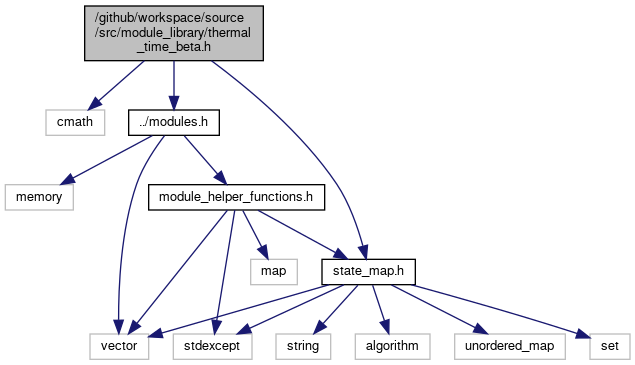 /github/workspace/source
/src/module_library/thermal
_time_beta.h
cmath
../modules.h
memory
module_helper_functions.h
map
state_map.h
vector
stdexcept
string
algorithm
unordered_map
set